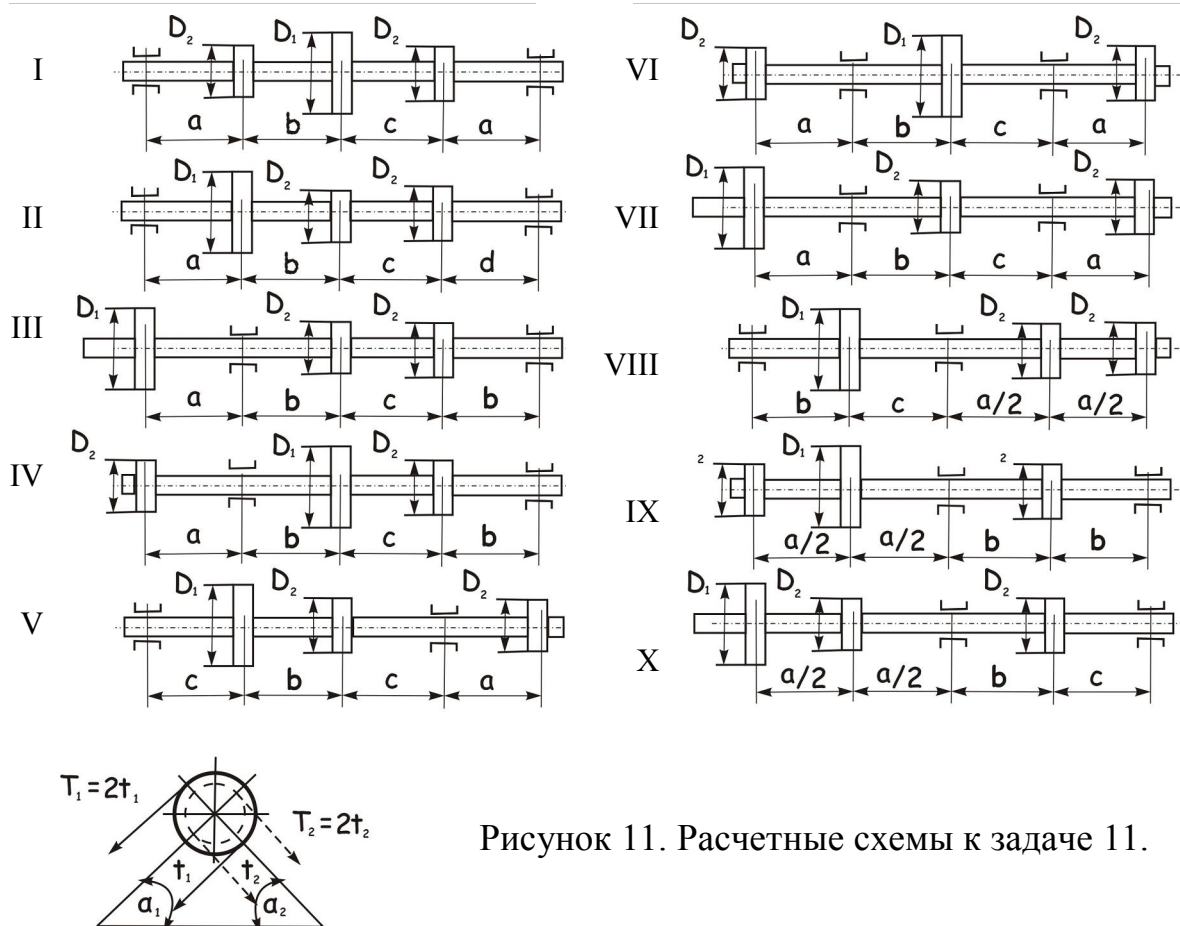 I D₂ D₁ D₂
a b c a
II D₁ D₂ D₂
a b c d
III D₁ D₂ D₂
a b c b
IV D₂ D₁ D₂
a b c b
V D₁ D₂ D₂
c b c a
VI D₂ D₁ D₂
a b c a
VII D₁ D₂ D₂
a b c a
VIII D₁ D₂ D₂
b c a/2 a/2
IX ₂ D₁ ₂
a/2 a/2 b b
X D₁ D₂ D₂
a/2 a/2 b c
T₁ = 2t₁
T₂ = 2t₂
t₁ t₂
a₁ a₂
Рисунок 11. Расчетные схемы к задаче 11.